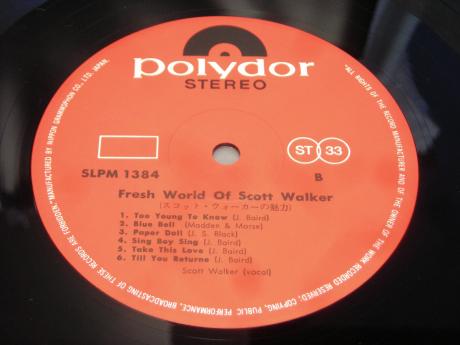 polydor
STEREO
ST 33
SLPM 1384
B
Fresh World Of Scott Walker
(スコット・ウォーカーの魅力)
1. Too Young To Know (J. Baird)
2. Blue Bell (Madden & Morse)
3. Paper Doll (J. S. Black)
4. Sing Boy Sing (J. Baird)
5. Take This Love (J. Baird)
6. Till You Returne (J. Baird)
Scott Walker (vocal)
"MANUFACTURED BY NIPPON GRAMMOPHON CO., LTD. JAPAN.
"ALL RIGHTS OF THE RECORD MANUFACTURER AND OF THE OWNER OF THE WORK RECORDED RESERVED. COPYING, PUBLIC PERFORMANCE, BROADCASTING OF THESE RECORDS ARE FORBIDDEN."